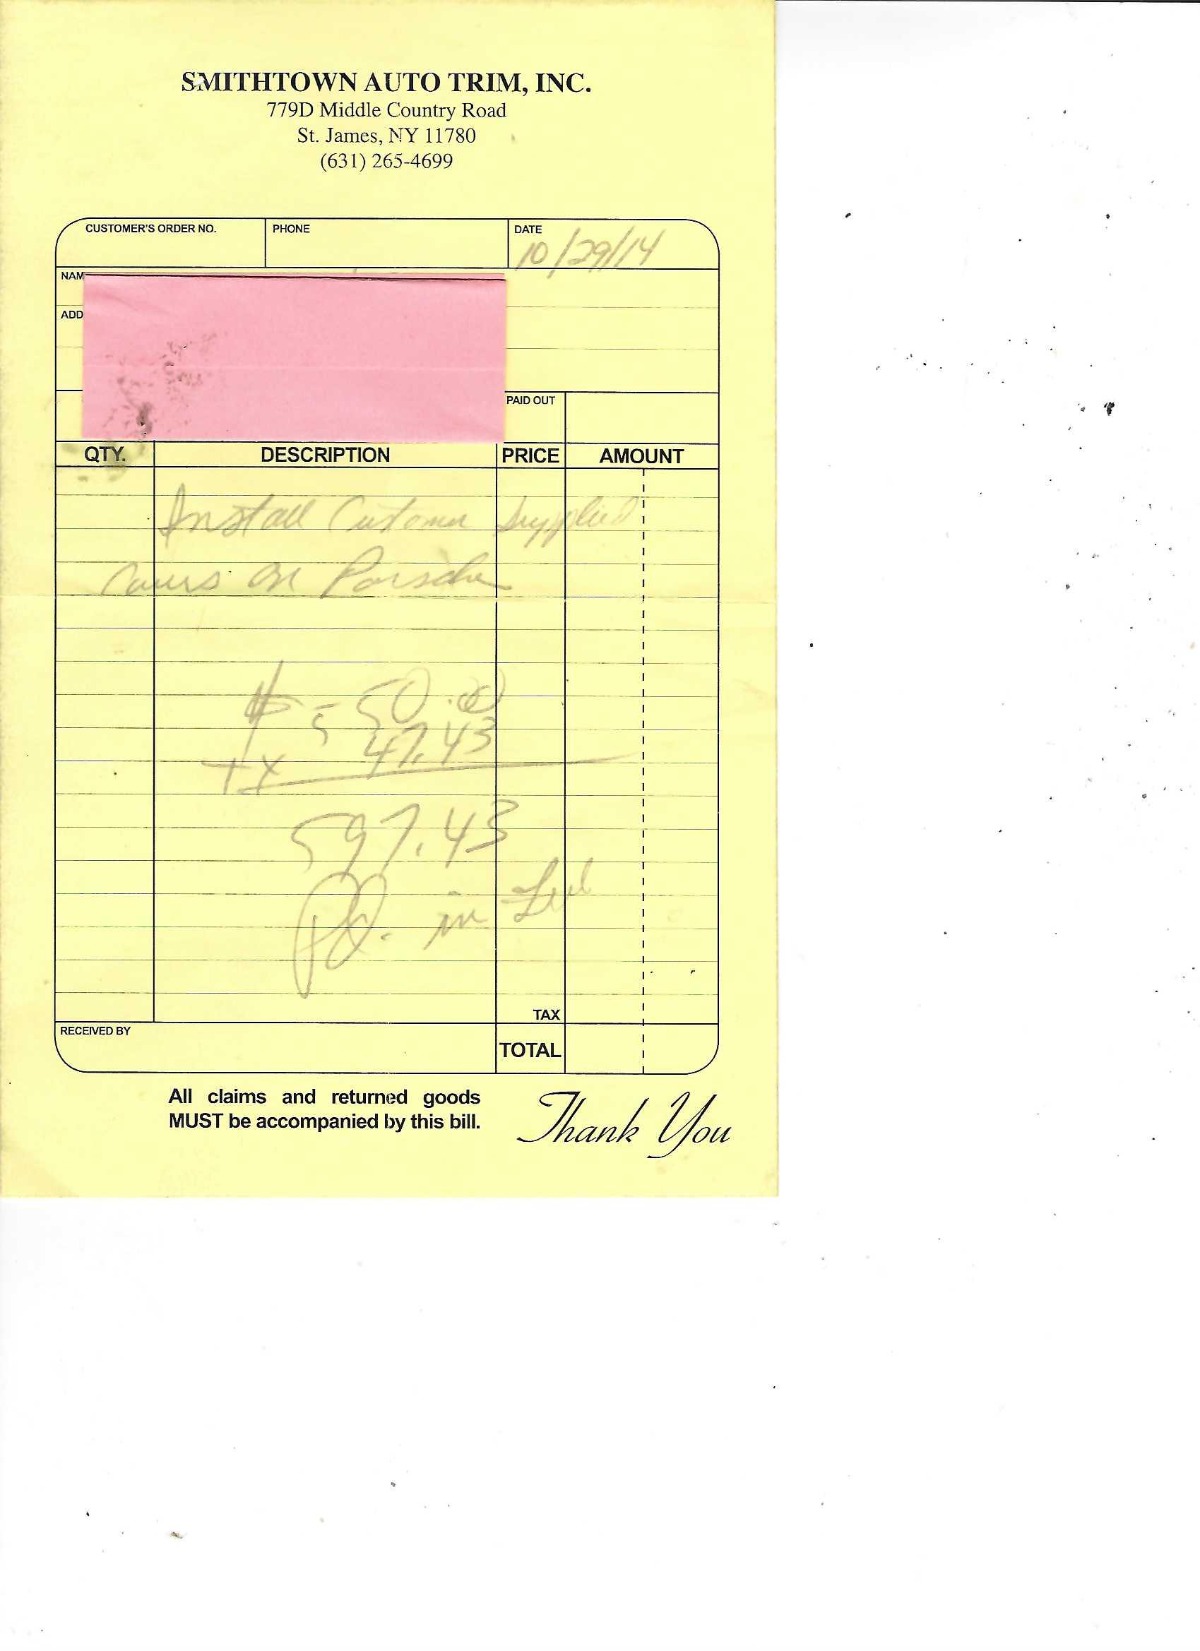 SMITHTOWN AUTO TRIM, INC.
779D Middle Country Road
St. James, NY 11780
(631) 265-4699
CUSTOMER'S ORDER NO. PHONE DATE
10/29/14
NAM
ADD
PAID OUT
QTY. DESCRIPTION PRICE AMOUNT
Install Customer Supplied
Covers on Porsche
$ 550.00
TX 47.43
597.43
PD. in Full
TAX
RECEIVED BY
TOTAL
All claims and returned goods
MUST be accompanied by this bill.
Thank You